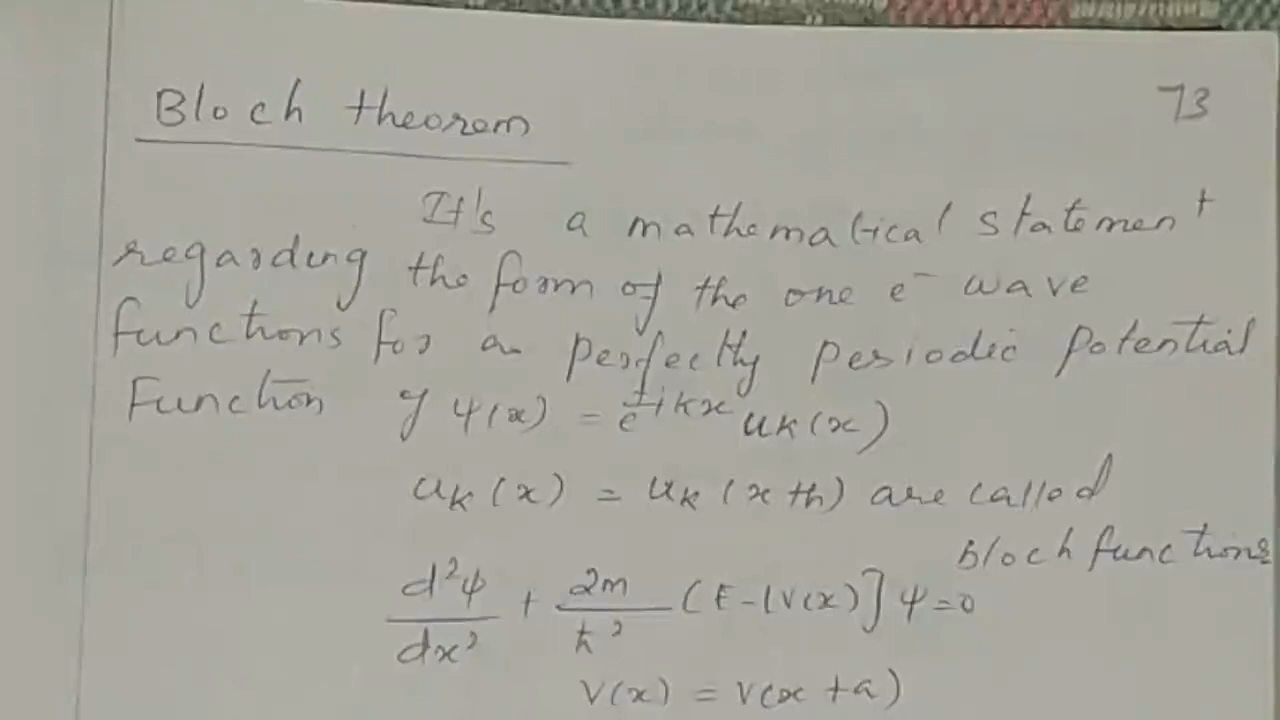 Bloch theorem
73
It's a mathematical statement
regarding the form of the one e⁻ wave
functions for a perfectly periodic potential
Function of ψ(x) = e^±ikx uk(x)
uk(x) = uk(x+h) are called
bloch functions
d²ψ/dx² + 2m/ħ² (E-[V(x)]ψ=0
V(x) = V(x+a)